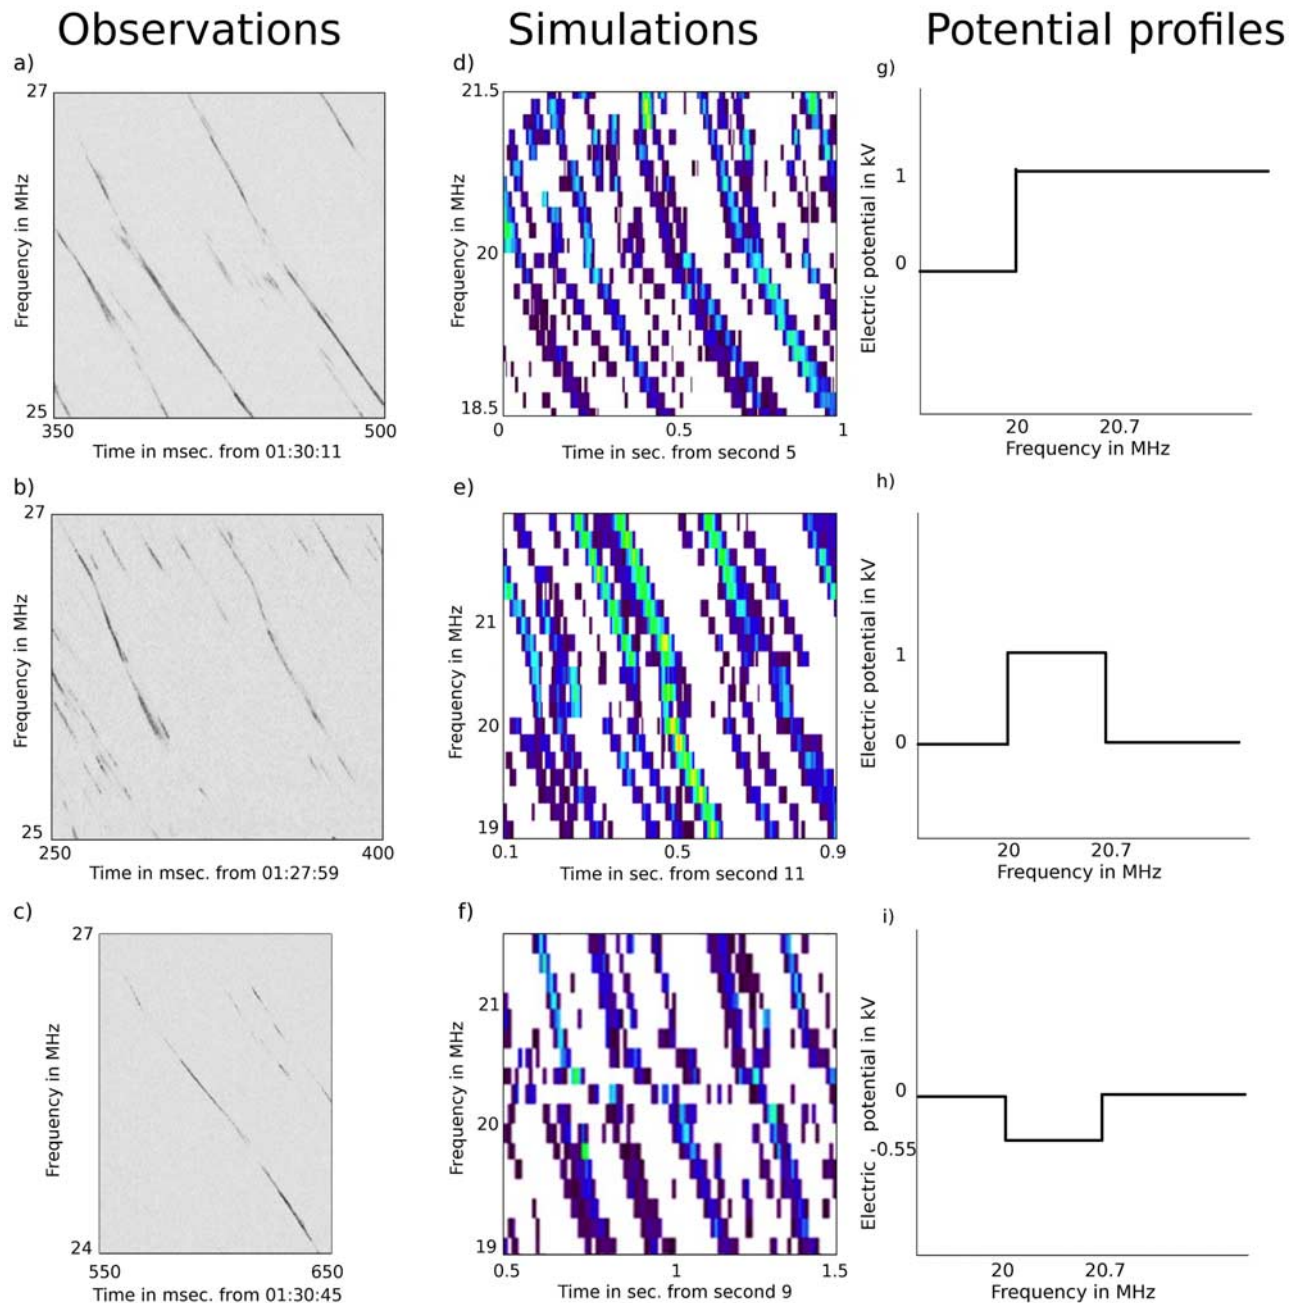 Observations Simulations Potential profiles
a)
27
Frequency in MHz
25
350 500
Time in msec. from 01:30:11
d)
21.5
Frequency in MHz
20
18.5
0 0.5 1
Time in sec. from second 5
g)
Electric potential in kV
1
0
20 20.7
Frequency in MHz
b)
27
Frequency in MHz
25
250 400
Time in msec. from 01:27:59
e)
Frequency in MHz
21
20
19
0.1 0.5 0.9
Time in sec. from second 11
h)
Electric potential in kV
1
0
20 20.7
Frequency in MHz
c)
27
Frequency in MHz
24
550 650
Time in msec. from 01:30:45
f)
Frequency in MHz
21
20
19
0.5 1 1.5
Time in sec. from second 9
i)
Electric potential in kV
0
-0.55
20 20.7
Frequency in MHz